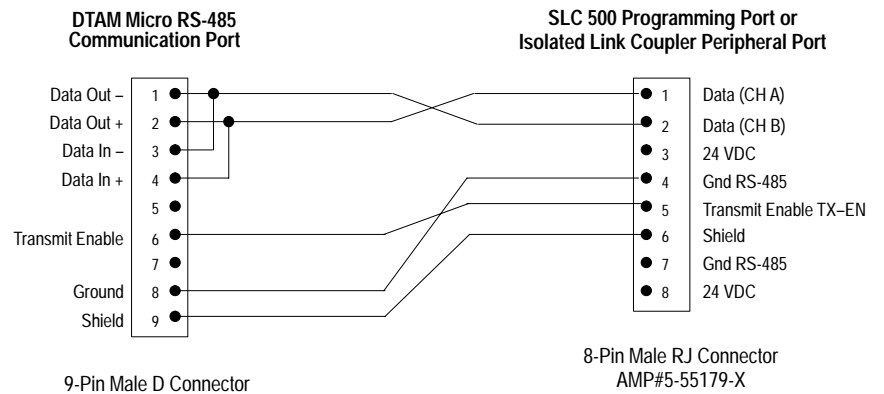 DTAM Micro RS-485
Communication Port
SLC 500 Programming Port or
Isolated Link Coupler Peripheral Port
Data Out – 1
Data Out + 2
Data In – 3
Data In + 4
5
Transmit Enable 6
7
Ground 8
Shield 9
9-Pin Male D Connector
1 Data (CH A)
2 Data (CH B)
3 24 VDC
4 Gnd RS-485
5 Transmit Enable TX–EN
6 Shield
7 Gnd RS-485
8 24 VDC
8-Pin Male RJ Connector
AMP#5-55179-X